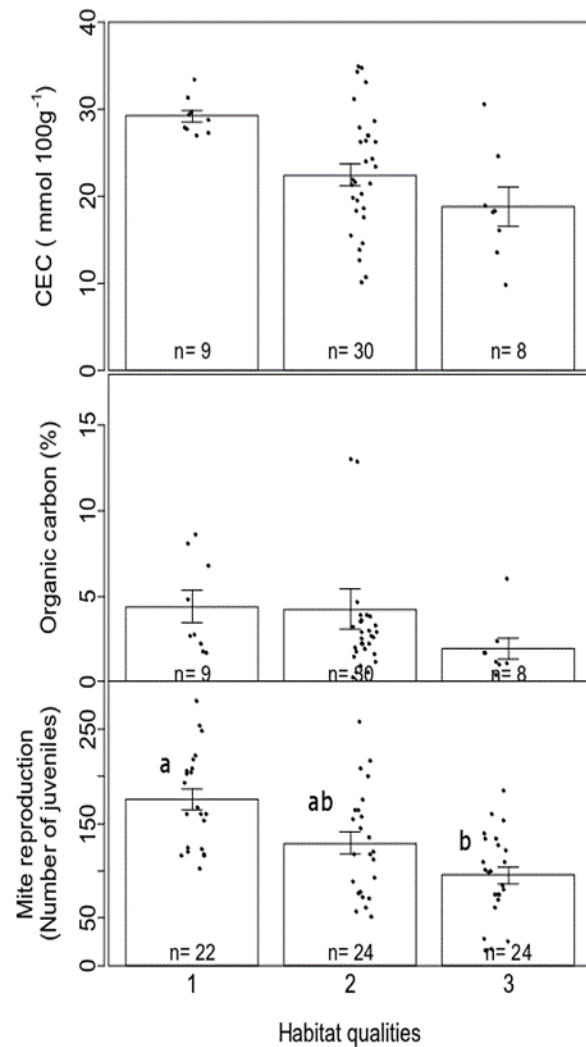 CEC ( mmol 100g⁻¹)
40
30
20
10
0
n= 9
n= 30
n= 8
Organic carbon (%)
15
10
5
0
n= 9
n= 30
n= 8
Mite reproduction
(Number of juveniles)
250
150
50
0
a
ab
b
n= 22
n= 24
n= 24
1
2
3
Habitat qualities